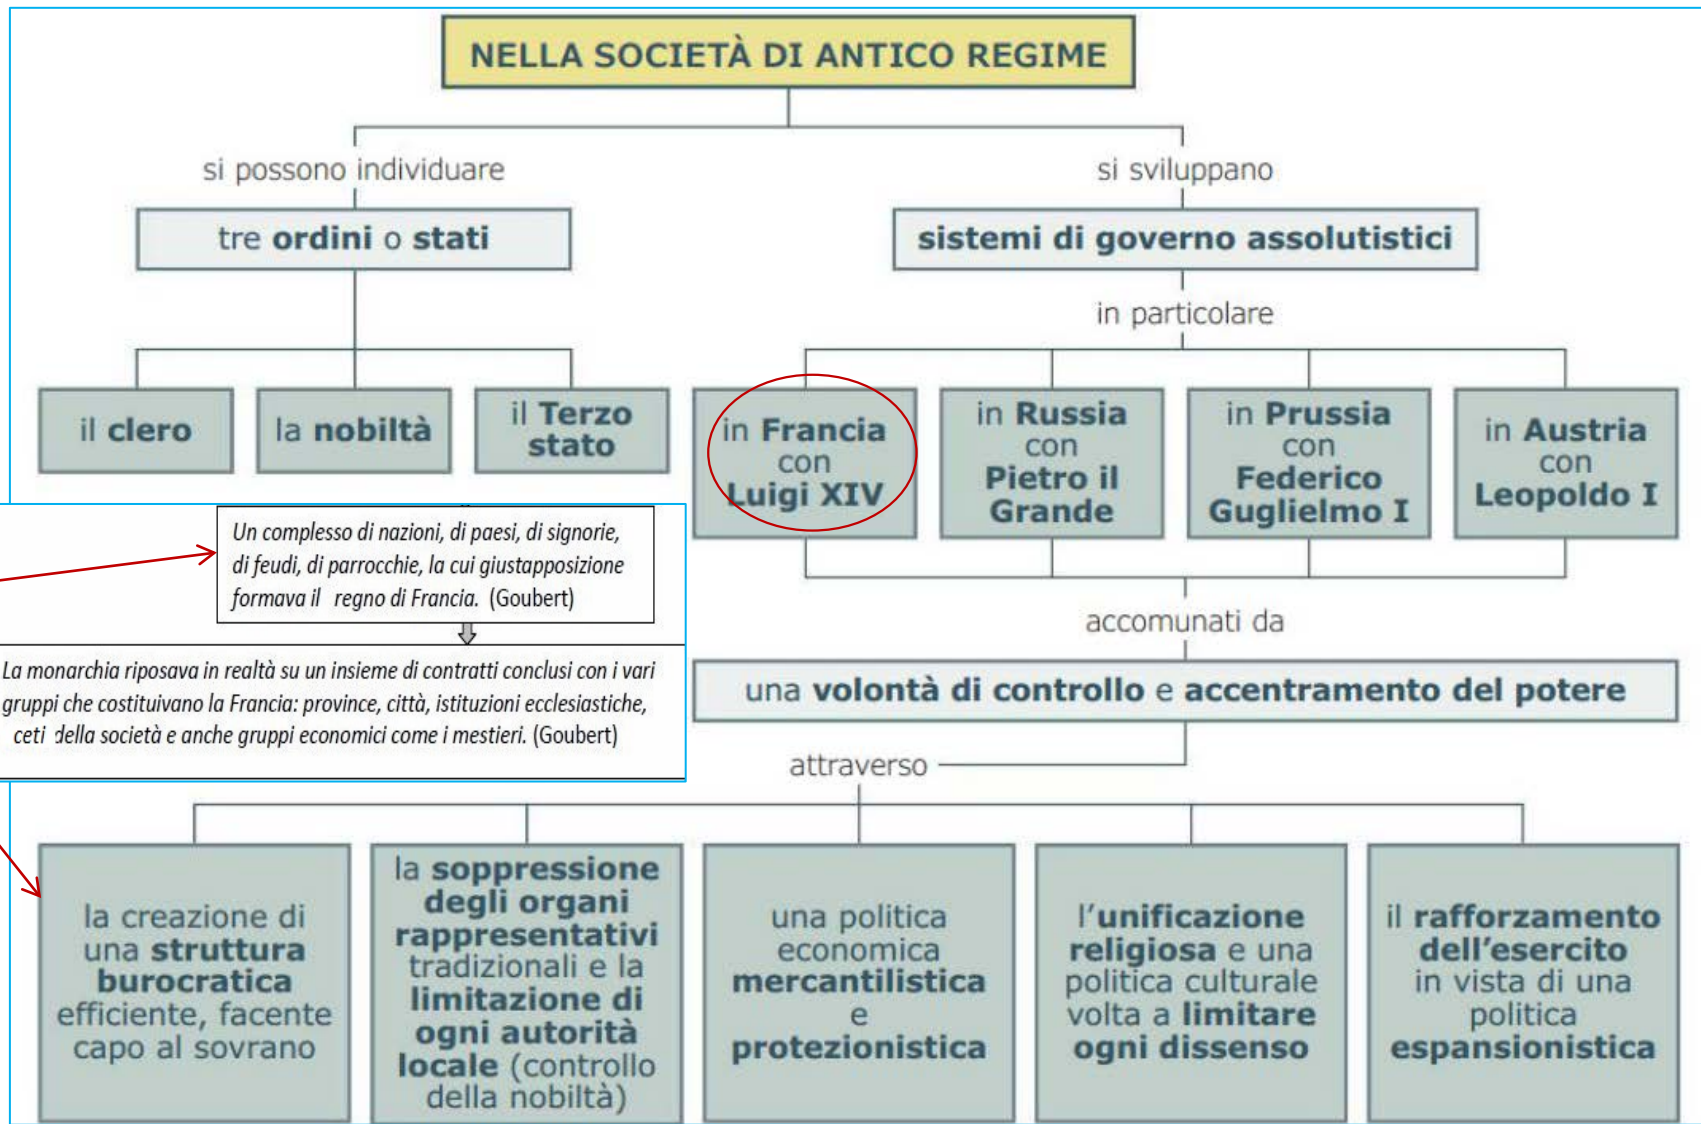 NELLA SOCIETÀ DI ANTICO REGIME
si possono individuare
tre ordini o stati
il clero
la nobiltà
il Terzo
stato
si sviluppano
sistemi di governo assolutistici
in particolare
in Francia
con
Luigi XIV
in Russia
con
Pietro il
Grande
in Prussia
con
Federico
Guglielmo I
in Austria
con
Leopoldo I
Un complesso di nazioni, di paesi, di signorie,
di feudi, di parrocchie, la cui giustapposizione
formava il regno di Francia. (Goubert)
La monarchia riposava in realtà su un insieme di contratti conclusi con i vari
gruppi che costituivano la Francia: province, città, istituzioni ecclesiastiche,
ceti della società e anche gruppi economici come i mestieri. (Goubert)
accomunati da
una volontà di controllo e accentramento del potere
attraverso
la creazione di
una struttura
burocratica
efficiente, facente
capo al sovrano
la soppressione
degli organi
rappresentativi
tradizionali e la
limitazione di
ogni autorità
locale (controllo
della nobiltà)
una politica
economica
mercantilistica
e
protezionistica
l'unificazione
religiosa e una
politica culturale
volta a limitare
ogni dissenso
il rafforzamento
dell'esercito
in vista di una
politica
espansionistica